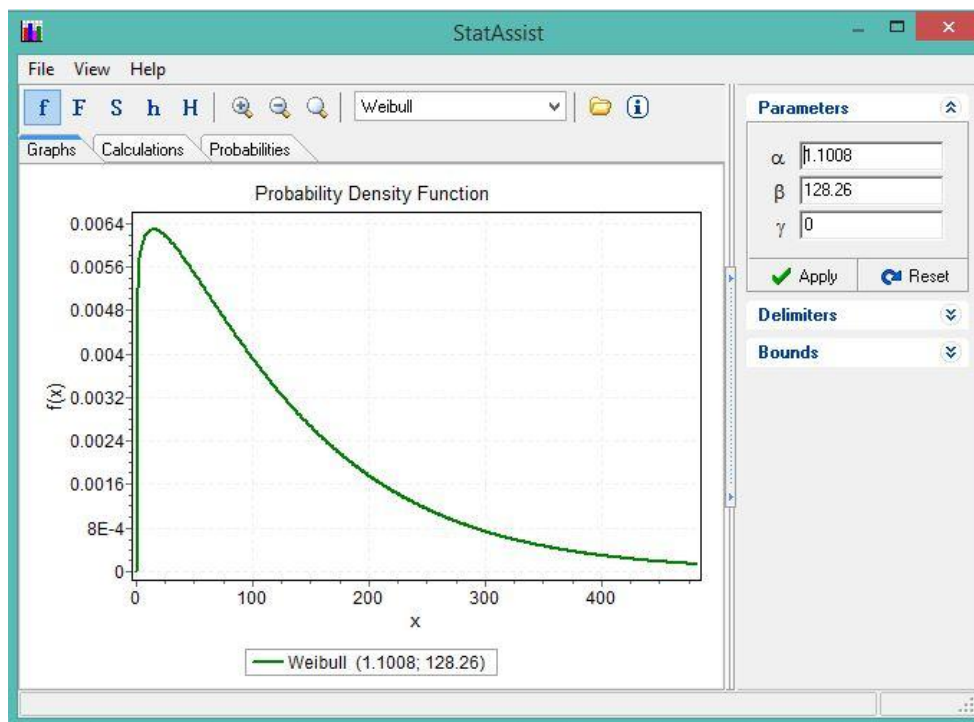 StatAssist
File View Help
f F S h H Weibull
Graphs Calculations Probabilities
Probability Density Function
f(x)
0.0064
0.0056
0.0048
0.004
0.0032
0.0024
0.0016
8E-4
0
0 100 200 300 400
x
Weibull (1.1008; 128.26)
Parameters
α 1.1008
β 128.26
γ 0
Apply Reset
Delimiters
Bounds